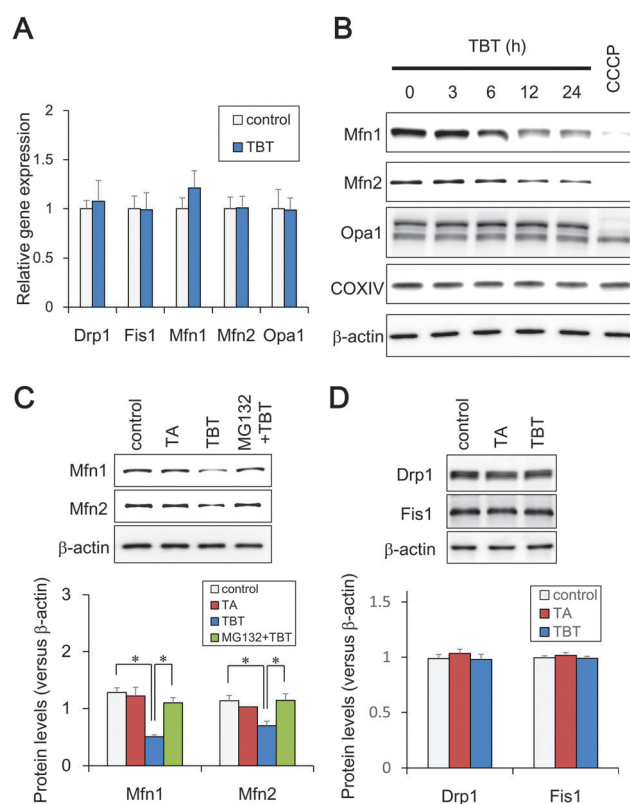 A
Relative gene expression
2
1.5
1
0.5
0
control
TBT
Drp1 Fis1 Mfn1 Mfn2 Opa1
B
TBT (h)
CCCP
0 3 6 12 24
Mfn1
Mfn2
Opa1
COXIV
β-actin
C
control TA TBT MG132
+TBT
Mfn1
Mfn2
β-actin
Protein levels (versus β-actin)
2
1
0
control
TA
TBT
MG132+TBT
* * * *
Mfn1 Mfn2
D
control TA TBT
Drp1
Fis1
β-actin
Protein levels (versus β-actin)
1.5
1
0.5
0
control
TA
TBT
Drp1 Fis1